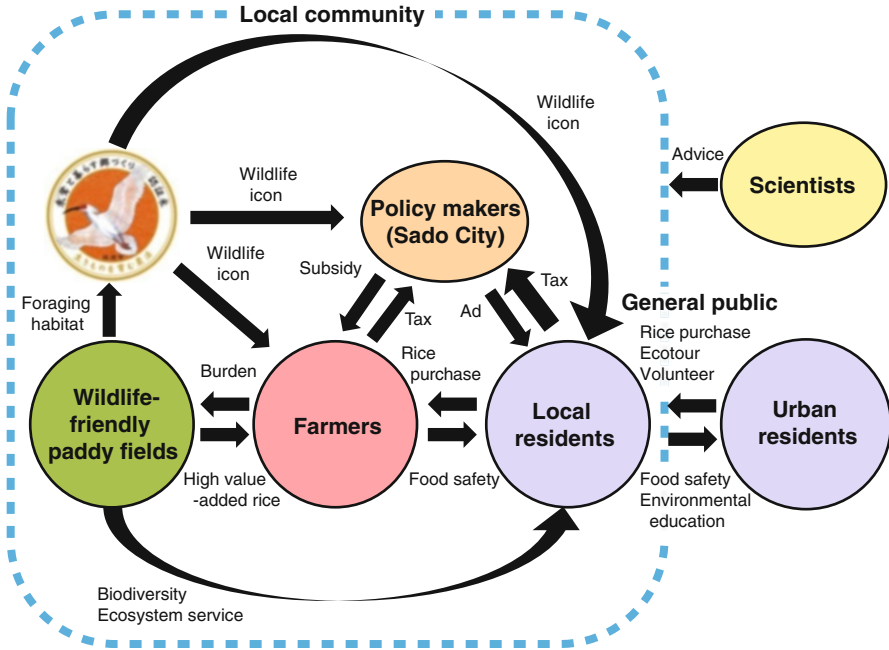 Local community
Wildlife
icon
Advice
Scientists
Wildlife
icon
Policy makers
(Sado City)
Wildlife
icon
Subsidy
Tax
Ad
Tax
General public
Foraging
habitat
Rice purchase
Ecotour
Volunteer
Burden
Rice
purchase
Wildlife-
friendly
paddy fields
Farmers
Local
residents
Urban
residents
High value
-added rice
Food safety
Food safety
Environmental
education
Biodiversity
Ecosystem service